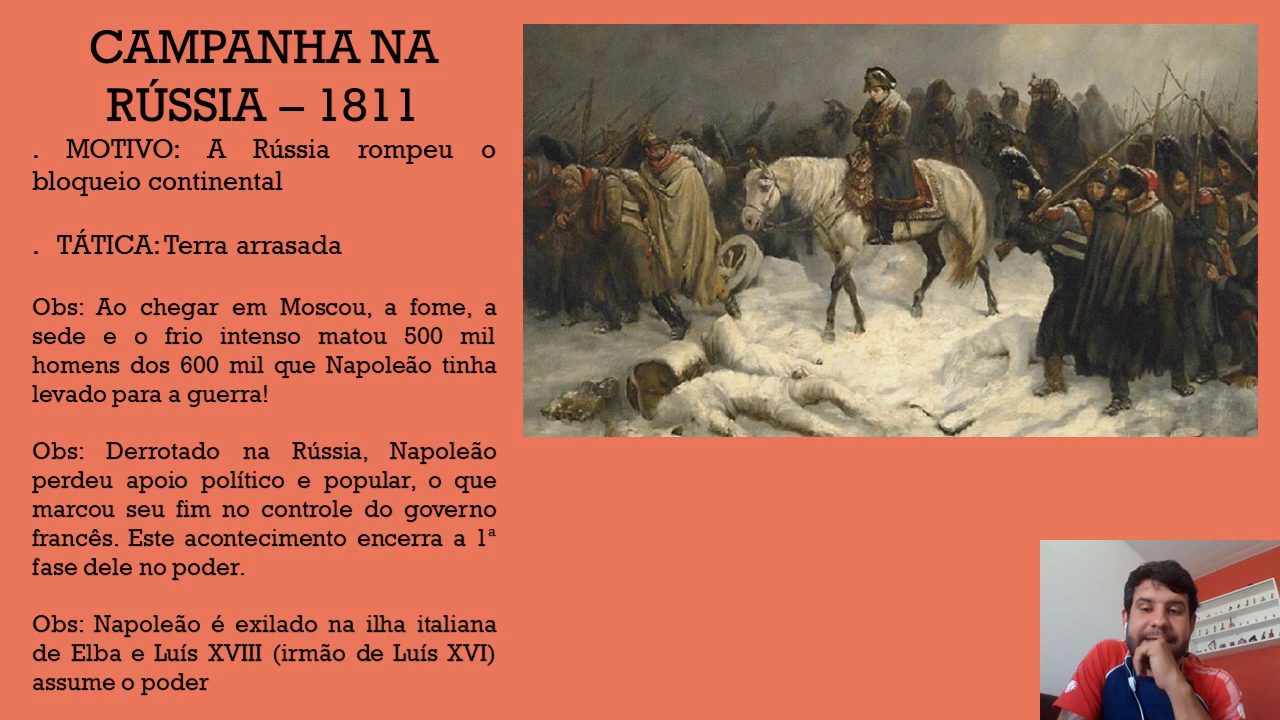 CAMPANHA NA
RÚSSIA – 1811
. MOTIVO: A Rússia rompeu o
bloqueio continental
. TÁTICA: Terra arrasada
Obs: Ao chegar em Moscou, a fome, a
sede e o frio intenso matou 500 mil
homens dos 600 mil que Napoleão tinha
levado para a guerra!
Obs: Derrotado na Rússia, Napoleão
perdeu apoio político e popular, o que
marcou seu fim no controle do governo
francês. Este acontecimento encerra a 1ª
fase dele no poder.
Obs: Napoleão é exilado na ilha italiana
de Elba e Luís XVIII (irmão de Luís XVI)
assume o poder